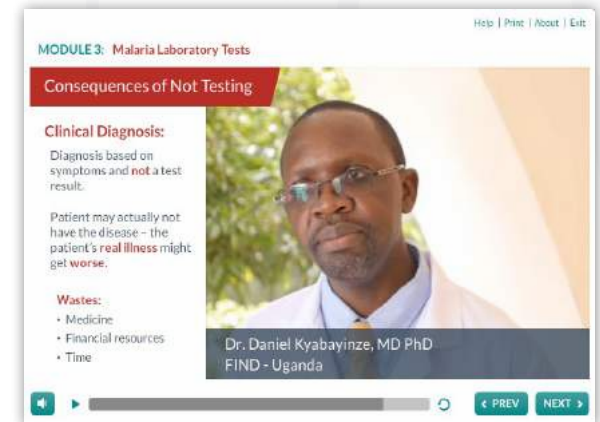 Help | Print | About | Exit
MODULE 3: Malaria Laboratory Tests
Consequences of Not Testing
Clinical Diagnosis:
Diagnosis based on
symptoms and not a test
result.
Patient may actually not
have the disease – the
patient's real illness might
get worse.
Wastes:
• Medicine
• Financial resources
• Time
Dr. Daniel Kyabayinze, MD PhD
FIND - Uganda
< PREV
NEXT >